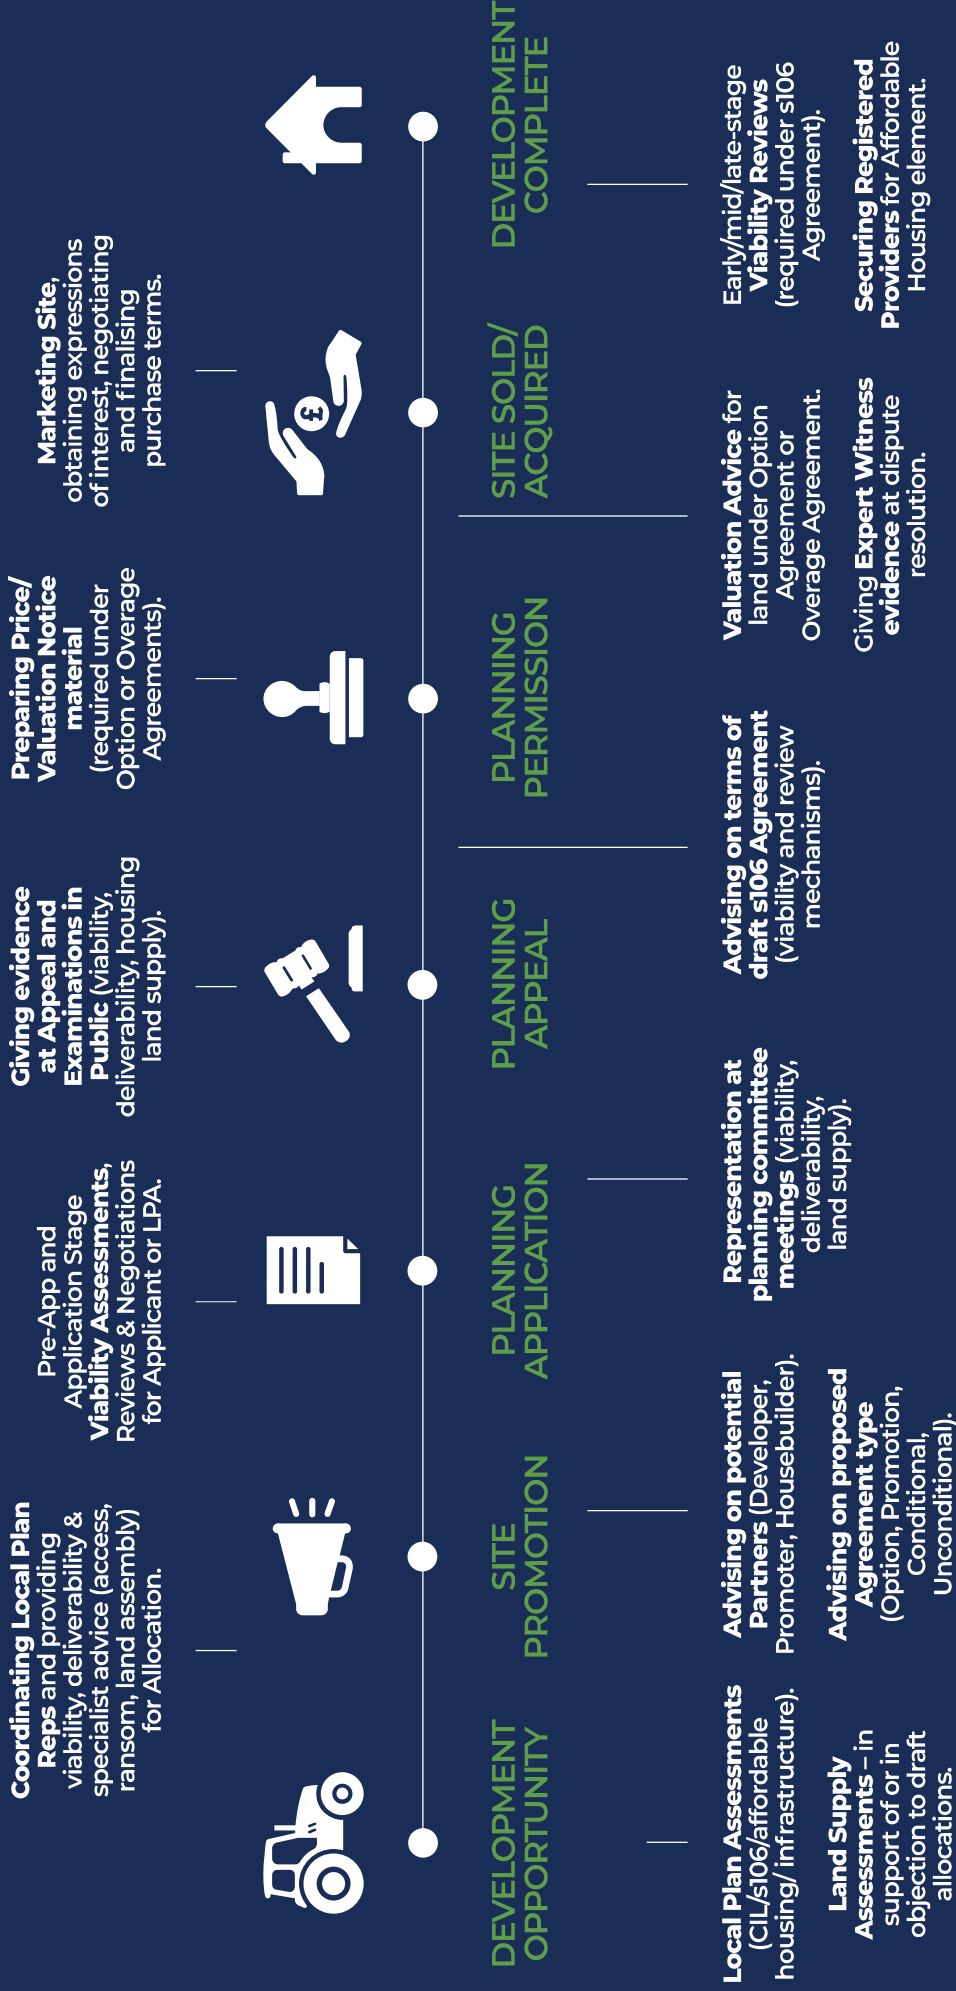 Coordinating Local Plan
Reps and providing
viability, deliverability &
specialist advice (access,
ransom, land assembly)
for Allocation.
Pre-App and
Application Stage
Viability Assessments,
Reviews & Negotiations
for Applicant or LPA.
Giving evidence
at Appeal and
Examinations in
Public (viability,
deliverability, housing
land supply).
Preparing Price/
Valuation Notice
material
(required under
Option or Overage
Agreements).
Marketing Site,
obtaining expressions
of interest, negotiating
and finalising
purchase terms.
£
DEVELOPMENT
OPPORTUNITY
SITE
PROMOTION
PLANNING
APPLICATION
PLANNING
APPEAL
PLANNING
PERMISSION
SITE SOLD/
ACQUIRED
DEVELOPMENT
COMPLETE
Local Plan Assessments
(CIL/s106/affordable
housing/ infrastructure).
Land Supply
Assessments – in
support of or in
objection to draft
allocations.
Advising on potential
Partners (Developer,
Promoter, Housebuilder).
Advising on proposed
Agreement type
(Option, Promotion,
Conditional,
Unconditional).
Representation at
planning committee
meetings (viability,
deliverability,
land supply).
Advising on terms of
draft s106 Agreement
(viability and review
mechanisms).
Valuation Advice for
land under Option
Agreement or
Overage Agreement.
Giving Expert Witness
evidence at dispute
resolution.
Early/mid/late-stage
Viability Reviews
(required under s106
Agreement).
Securing Registered
Providers for Affordable
Housing element.